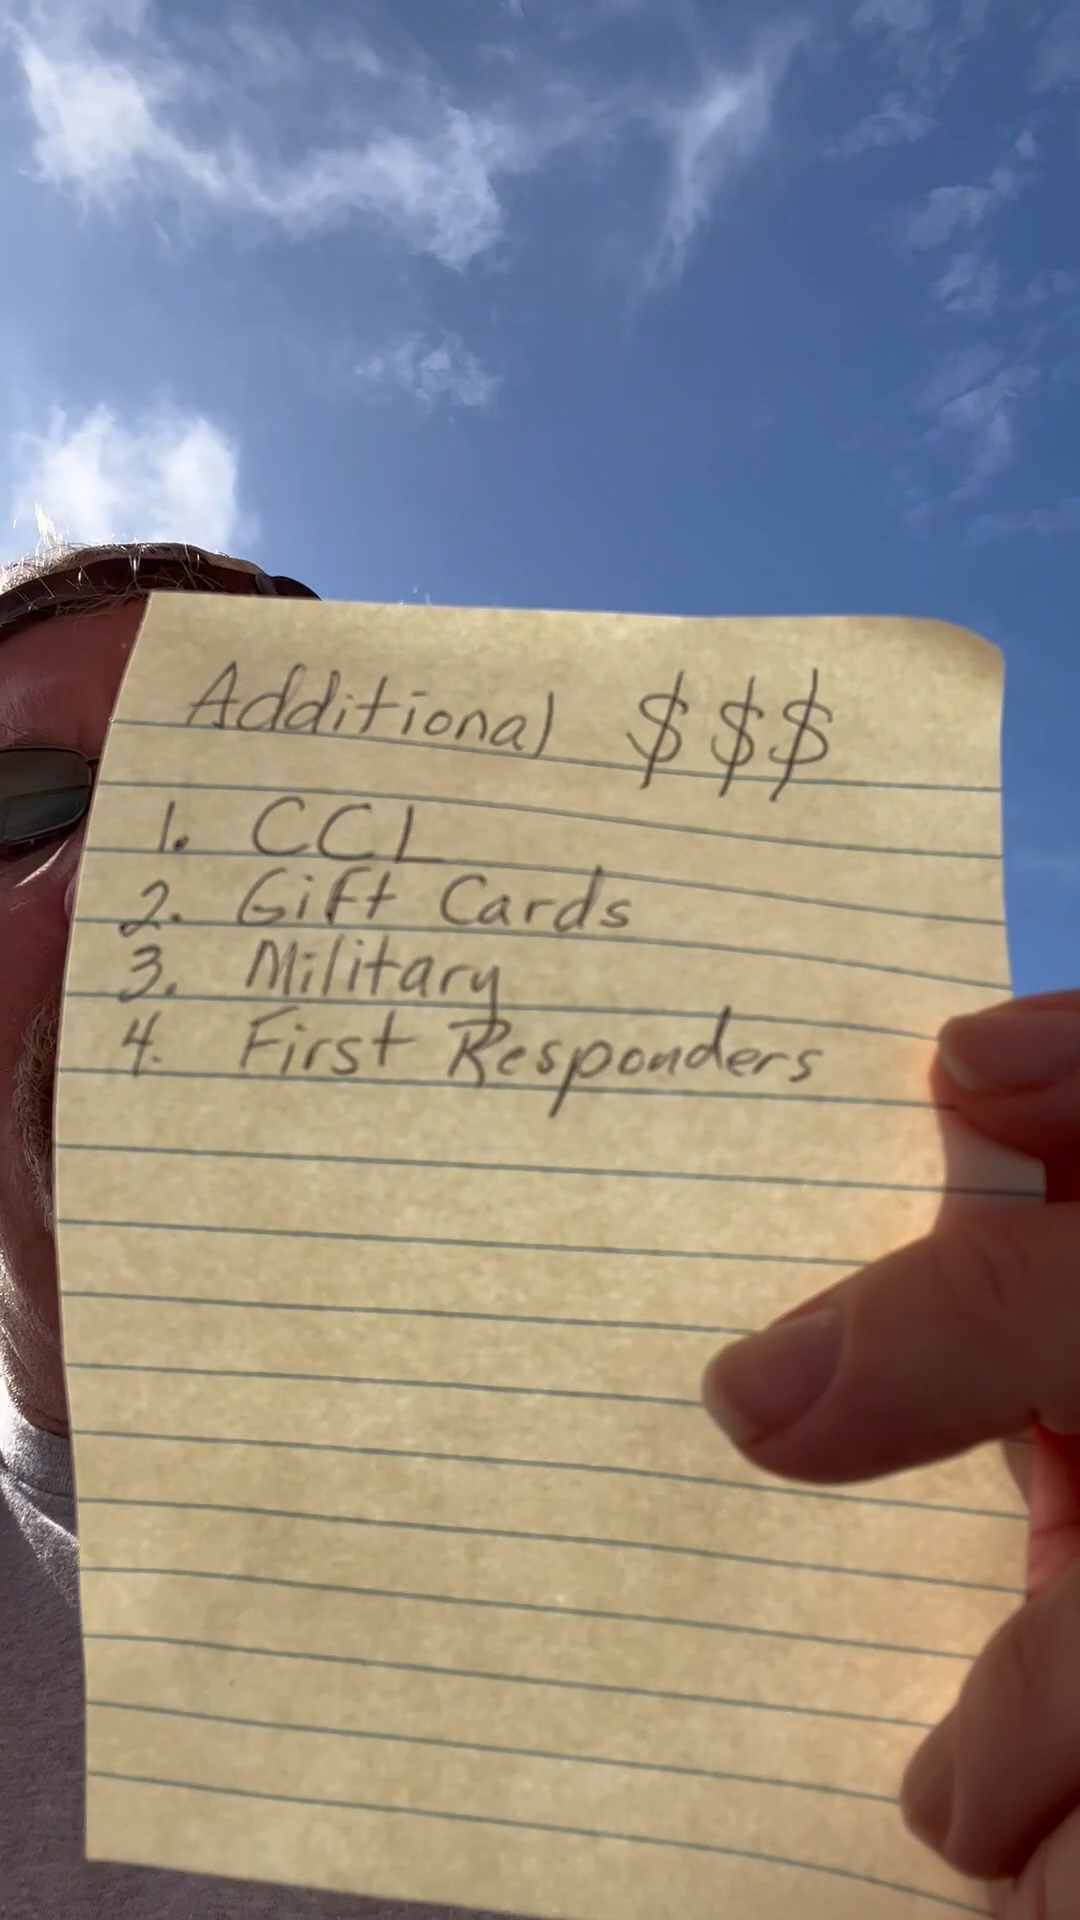 Additional $$$
1. CCL
2. Gift Cards
3. Military
4. First Responders